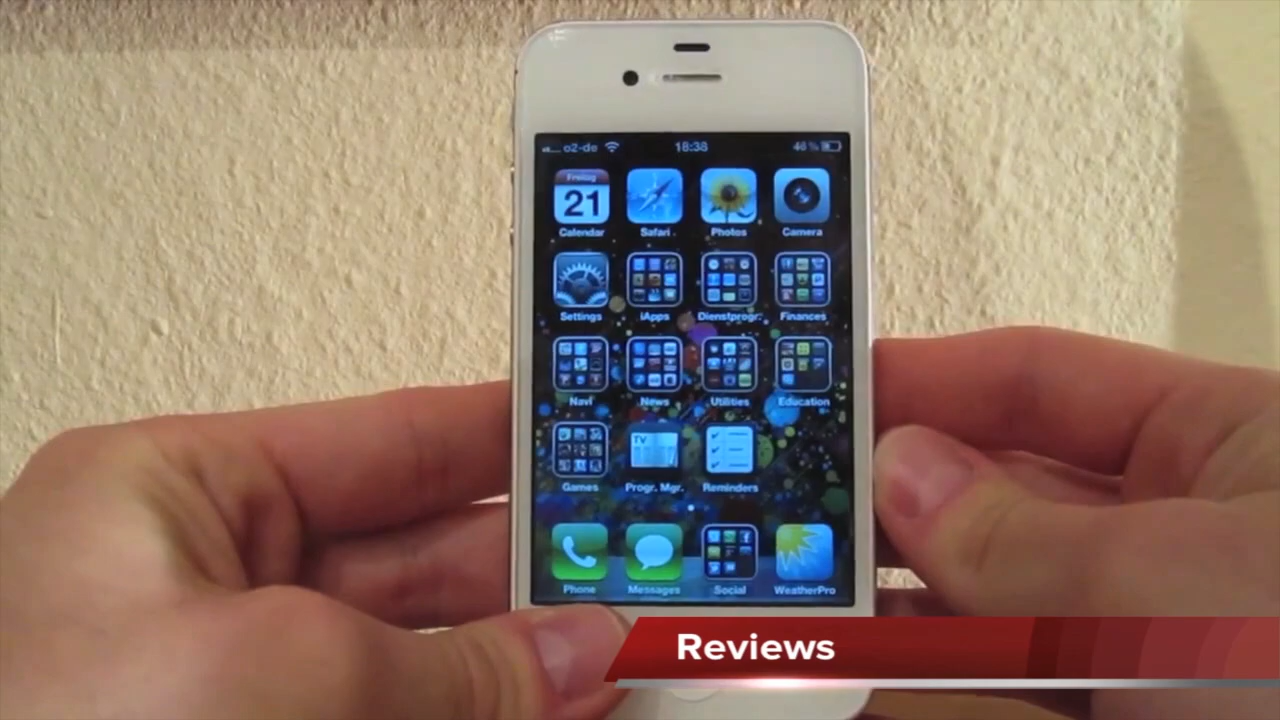 o2-de 18:38 46 %
Freitag
21
Calendar Safari Photos Camera
Settings iApps Dienstprogr. Finances
Navi News Utilities Education
TV
Games Progr. Mgr. Reminders
Phone Messages Social WeatherPro
Reviews